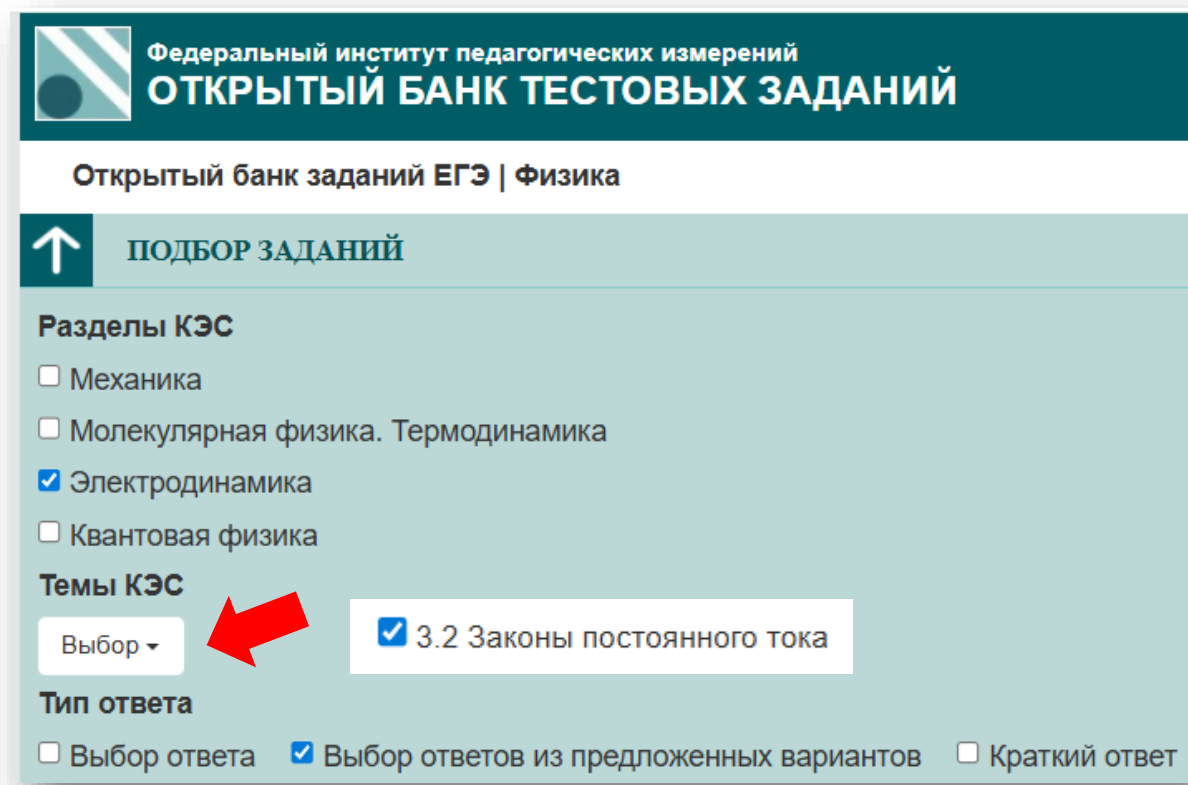 Федеральный институт педагогических измерений
ОТКРЫТЫЙ БАНК ТЕСТОВЫХ ЗАДАНИЙ
Открытый банк заданий ЕГЭ | Физика
ПОДБОР ЗАДАНИЙ
Разделы КЭС
Механика
Молекулярная физика. Термодинамика
Электродинамика
Квантовая физика
Темы КЭС
Выбор
3.2 Законы постоянного тока
Тип ответа
Выбор ответа Выбор ответов из предложенных вариантов Краткий ответ